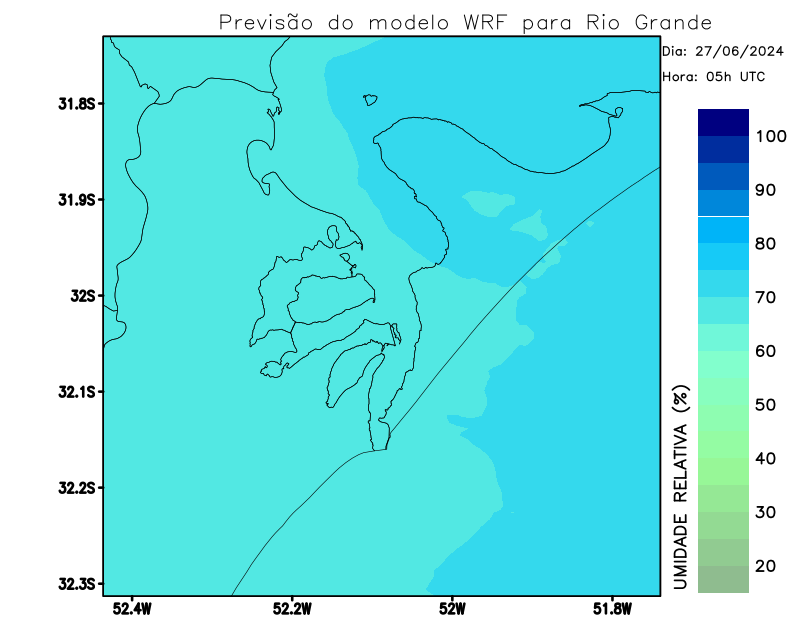 Previsão do modelo WRF para Rio Grande
Dia: 27/06/2024
Hora: 05h UTC
31.8S
31.9S
32S
32.1S
32.2S
32.3S
52.4W
52.2W
52W
51.8W
UMIDADE RELATIVA (%)
100
90
80
70
60
50
40
30
20